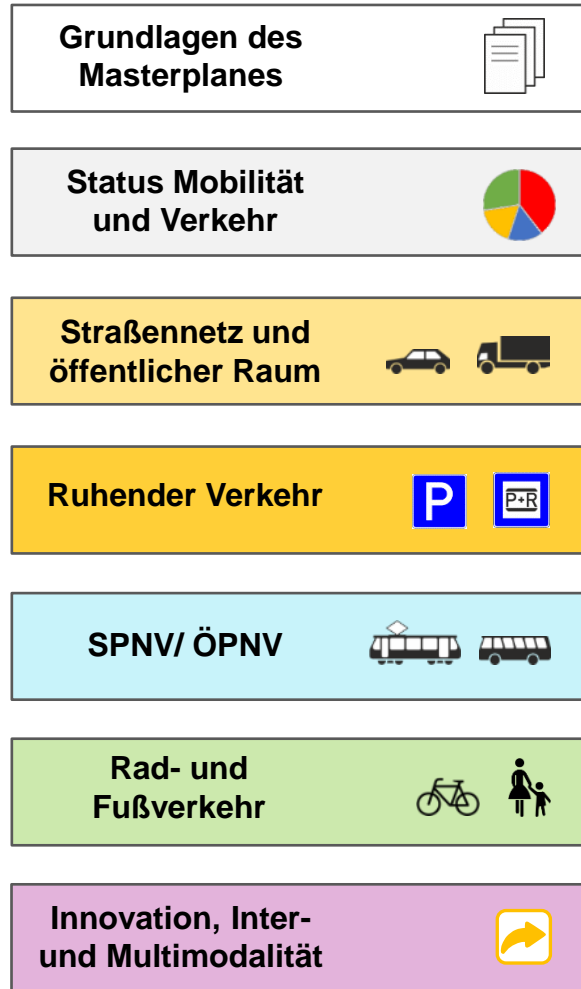 Grundlagen des
Masterplanes
Status Mobilität
und Verkehr
Straßennetz und
öffentlicher Raum
Ruhender Verkehr
P
P+R
SPNV/ ÖPNV
Rad- und
Fußverkehr
Innovation, Inter-
und Multimodalität